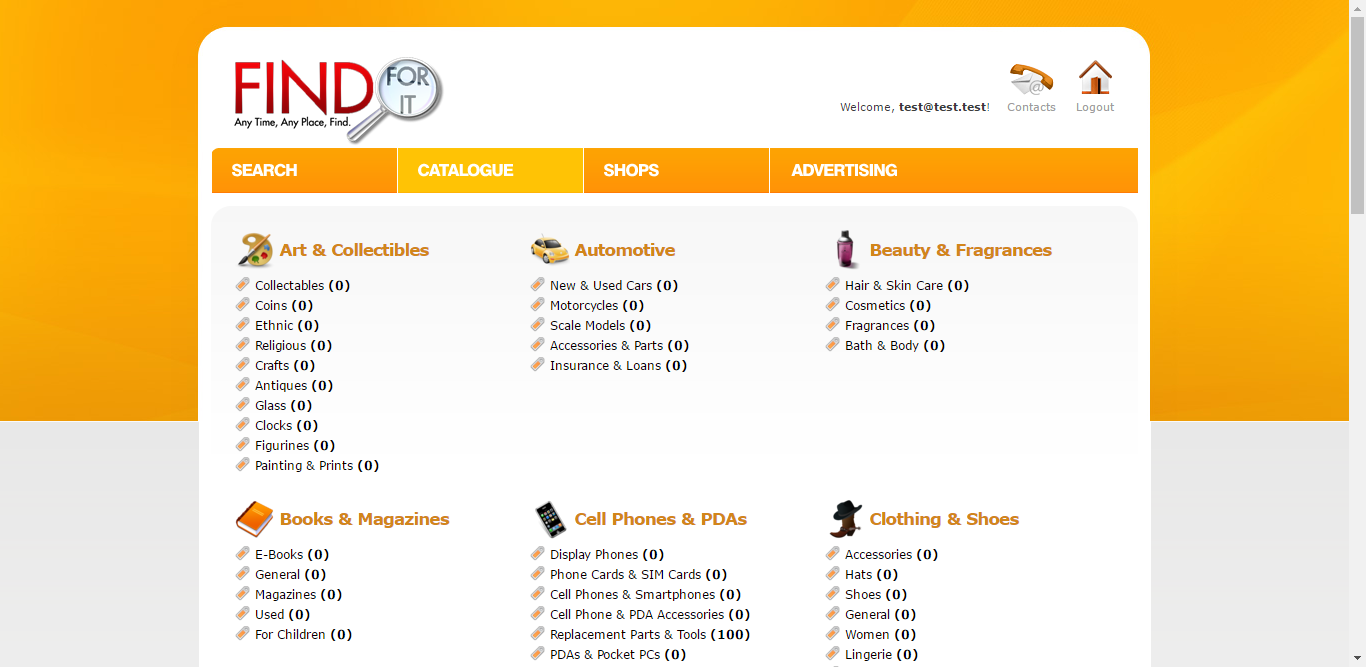 FIND FOR IT
Any Time, Any Place, Find.
Welcome, test@test.test!
Contacts
Logout
SEARCH
CATALOGUE
SHOPS
ADVERTISING
Art & Collectibles
Collectables (0)
Coins (0)
Ethnic (0)
Religious (0)
Crafts (0)
Antiques (0)
Glass (0)
Clocks (0)
Figurines (0)
Painting & Prints (0)
Automotive
New & Used Cars (0)
Motorcycles (0)
Scale Models (0)
Accessories & Parts (0)
Insurance & Loans (0)
Beauty & Fragrances
Hair & Skin Care (0)
Cosmetics (0)
Fragrances (0)
Bath & Body (0)
Books & Magazines
E-Books (0)
General (0)
Magazines (0)
Used (0)
For Children (0)
Cell Phones & PDAs
Display Phones (0)
Phone Cards & SIM Cards (0)
Cell Phones & Smartphones (0)
Cell Phone & PDA Accessories (0)
Replacement Parts & Tools (100)
PDAs & Pocket PCs (0)
Clothing & Shoes
Accessories (0)
Hats (0)
Shoes (0)
General (0)
Women (0)
Lingerie (0)